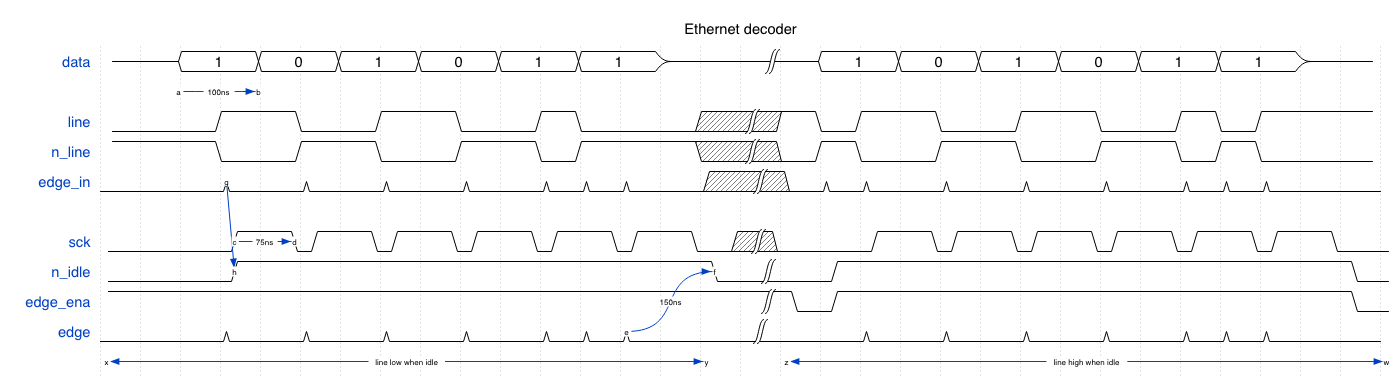 Ethernet decoder
data 1 0 1 0 1 1 1 0 1 0 1 1
a 100ns b
line
n_line
edge_in g
sck c 75ns d
n_idle h f
edge_ena 150ns
edge e
x line low when idle y z line high when idle w